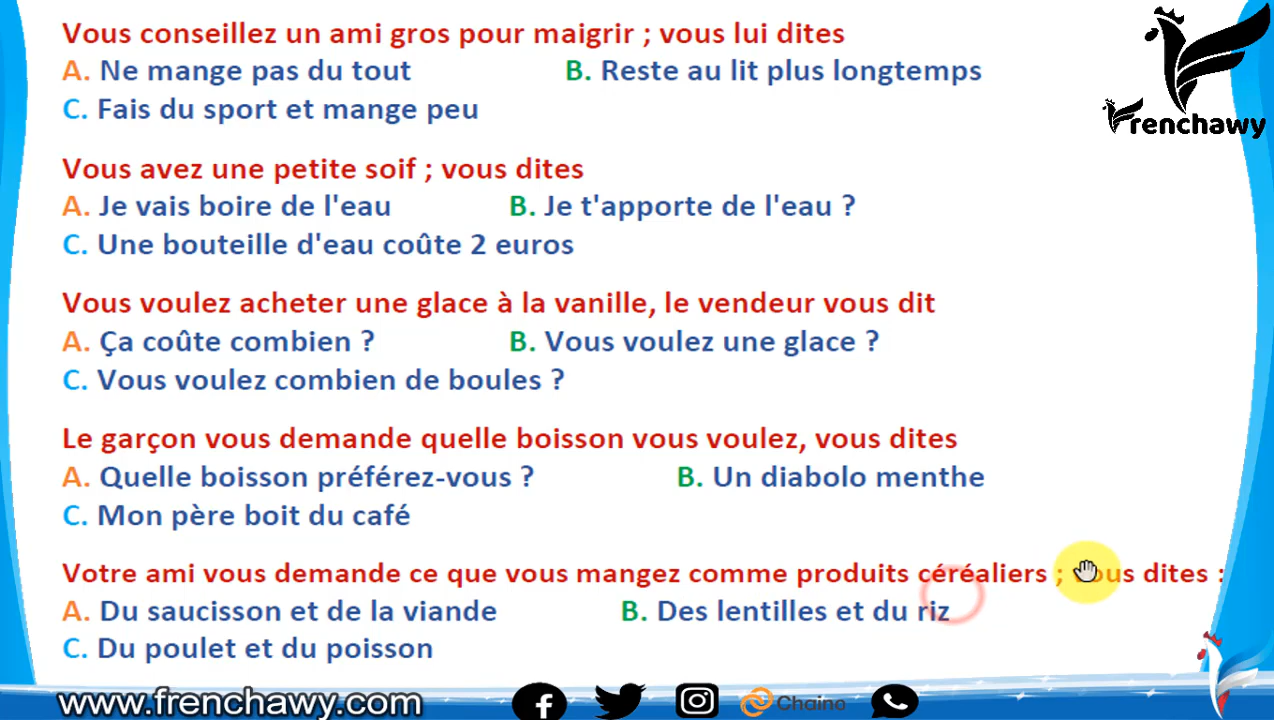 Vous conseillez un ami gros pour maigrir ; vous lui dites
A. Ne mange pas du tout B. Reste au lit plus longtemps
C. Fais du sport et mange peu
Frenchawy
Vous avez une petite soif ; vous dites
A. Je vais boire de l'eau B. Je t'apporte de l'eau ?
C. Une bouteille d'eau coûte 2 euros
Vous voulez acheter une glace à la vanille, le vendeur vous dit
A. Ça coûte combien ? B. Vous voulez une glace ?
C. Vous voulez combien de boules ?
Le garçon vous demande quelle boisson vous voulez, vous dites
A. Quelle boisson préférez-vous ? B. Un diabolo menthe
C. Mon père boit du café
Votre ami vous demande ce que vous mangez comme produits céréaliers ; vous dites :
A. Du saucisson et de la viande B. Des lentilles et du riz
C. Du poulet et du poisson
www.frenchawy.com Chaino